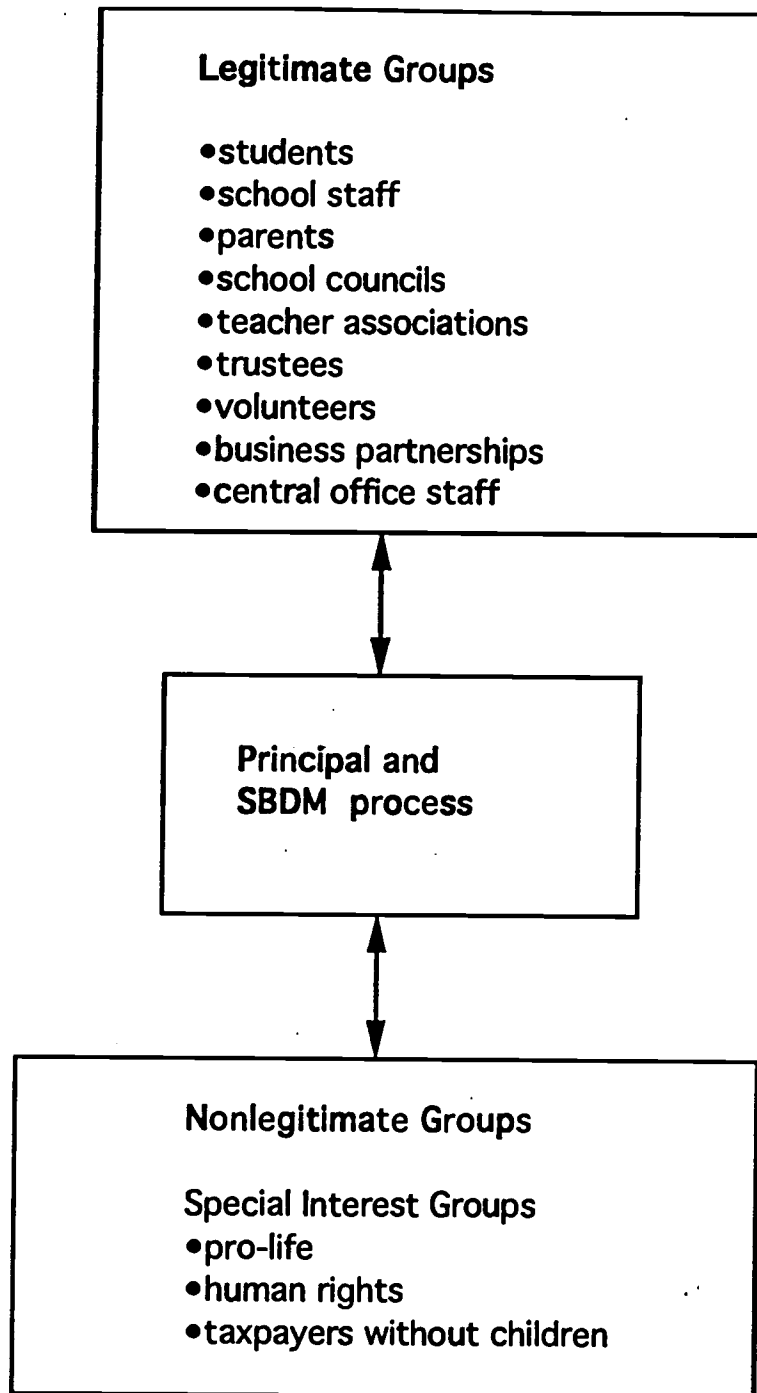 Legitimate Groups
•students
•school staff
•parents
•school councils
•teacher associations
•trustees
•volunteers
•business partnerships
•central office staff
Principal and
SBDM process
Nonlegitimate Groups
Special Interest Groups
•pro-life
•human rights
•taxpayers without children